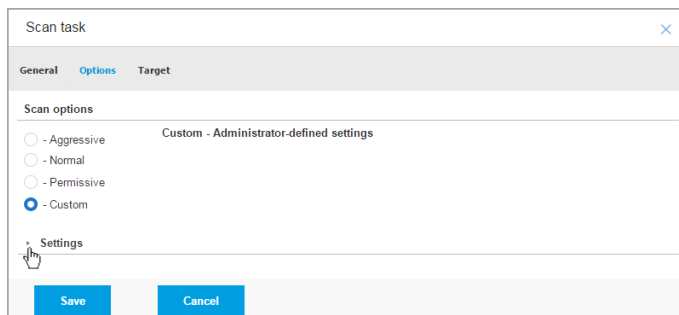 Scan task
General Options Target
Scan options
- Aggressive
Custom - Administrator-defined settings
- Normal
- Permissive
- Custom
Settings
Save Cancel